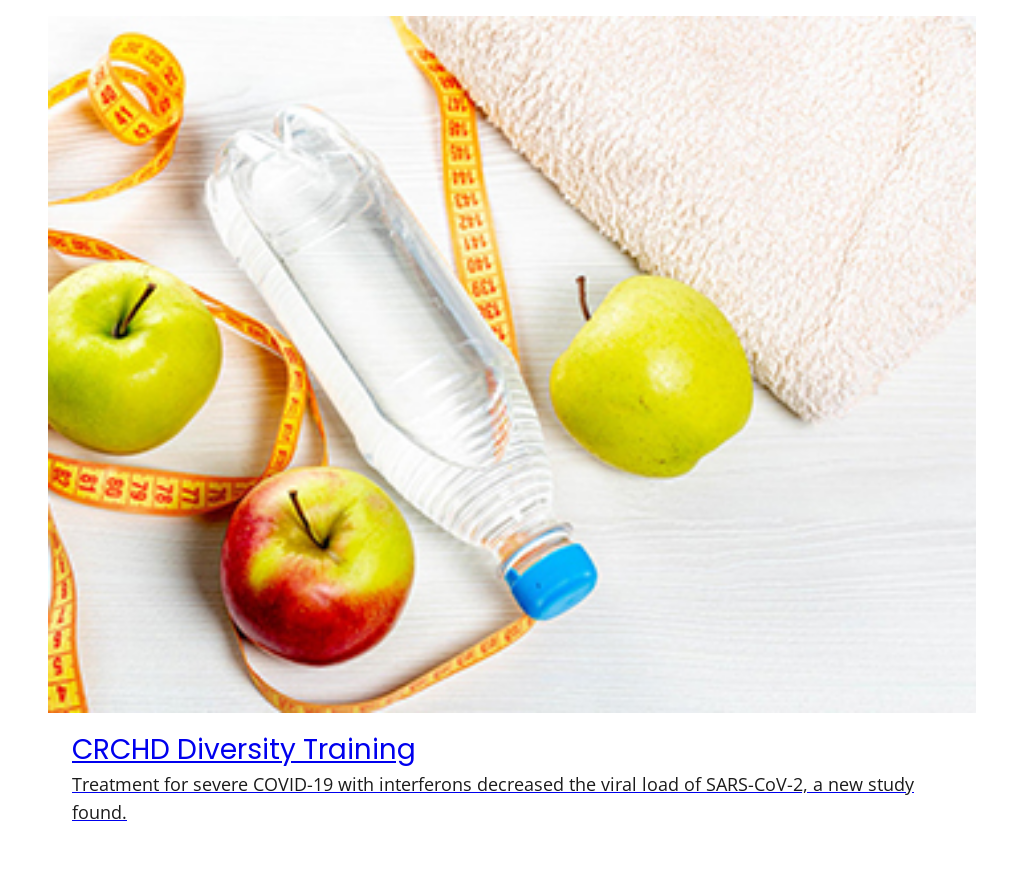 CRCHD Diversity Training
Treatment for severe COVID-19 with interferons decreased the viral load of SARS-CoV-2, a new study
found.